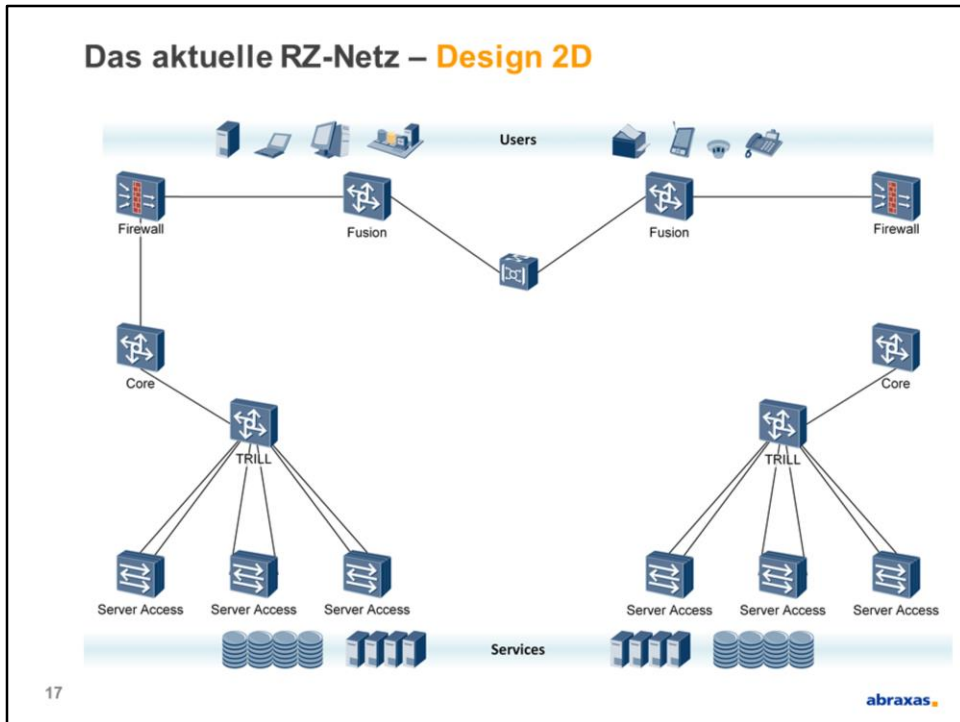 Das aktuelle RZ-Netz – Design 2D
Users
Firewall
Fusion
Fusion
Firewall
Core
Core
TRILL
TRILL
Server Access
Server Access
Server Access
Server Access
Server Access
Server Access
Services
17
abraxas